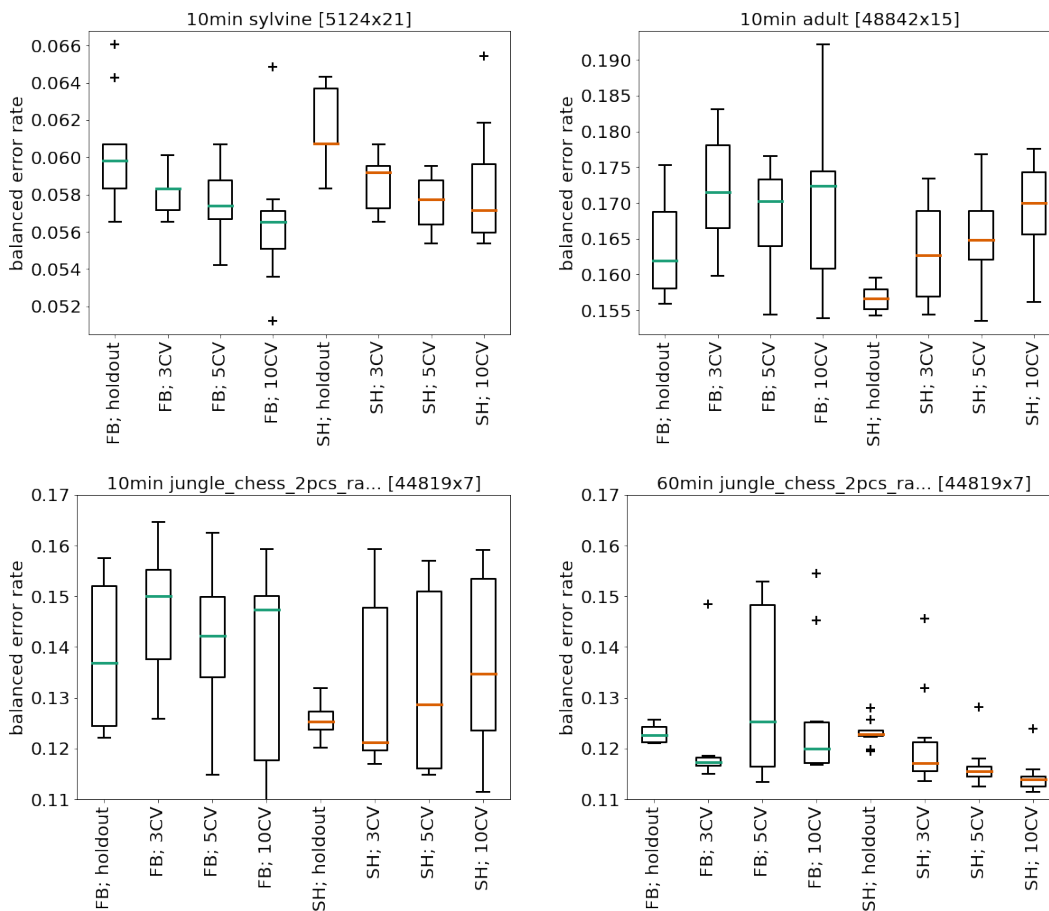 10min sylvine [5124x21]
balanced error rate
0.066
0.064
0.062
0.060
0.058
0.056
0.054
0.052
FB; holdout
FB; 3CV
FB; 5CV
FB; 10CV
SH; holdout
SH; 3CV
SH; 5CV
SH; 10CV
10min adult [48842x15]
balanced error rate
0.190
0.185
0.180
0.175
0.170
0.165
0.160
0.155
FB; holdout
FB; 3CV
FB; 5CV
FB; 10CV
SH; holdout
SH; 3CV
SH; 5CV
SH; 10CV
10min jungle_chess_2pcs_ra... [44819x7]
balanced error rate
0.17
0.16
0.15
0.14
0.13
0.12
0.11
FB; holdout
FB; 3CV
FB; 5CV
FB; 10CV
SH; holdout
SH; 3CV
SH; 5CV
SH; 10CV
60min jungle_chess_2pcs_ra... [44819x7]
balanced error rate
0.17
0.16
0.15
0.14
0.13
0.12
0.11
FB; holdout
FB; 3CV
FB; 5CV
FB; 10CV
SH; holdout
SH; 3CV
SH; 5CV
SH; 10CV